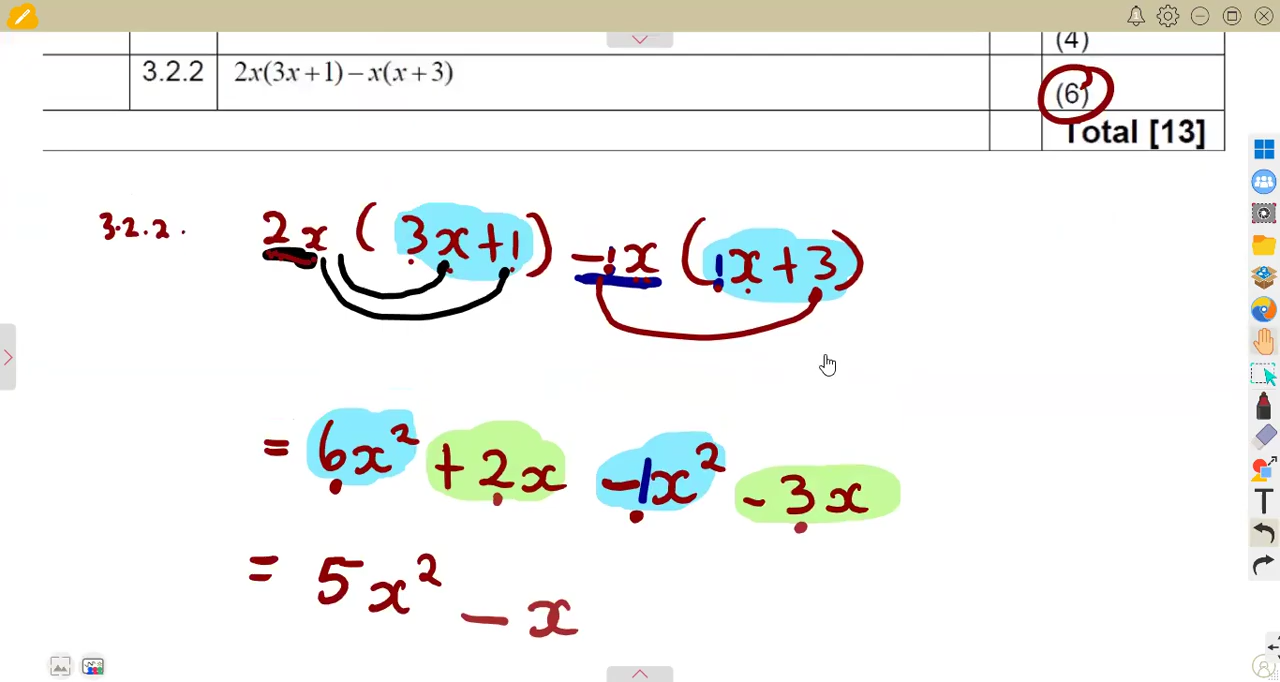 (4)
3.2.2 2x(3x+1)−x(x+3) (6)
Total [13]
3.2.2. 2x ( 3x+1 ) −1x ( 1x+3 )
= 6x² + 2x −1x² − 3x
= 5x² − x
T